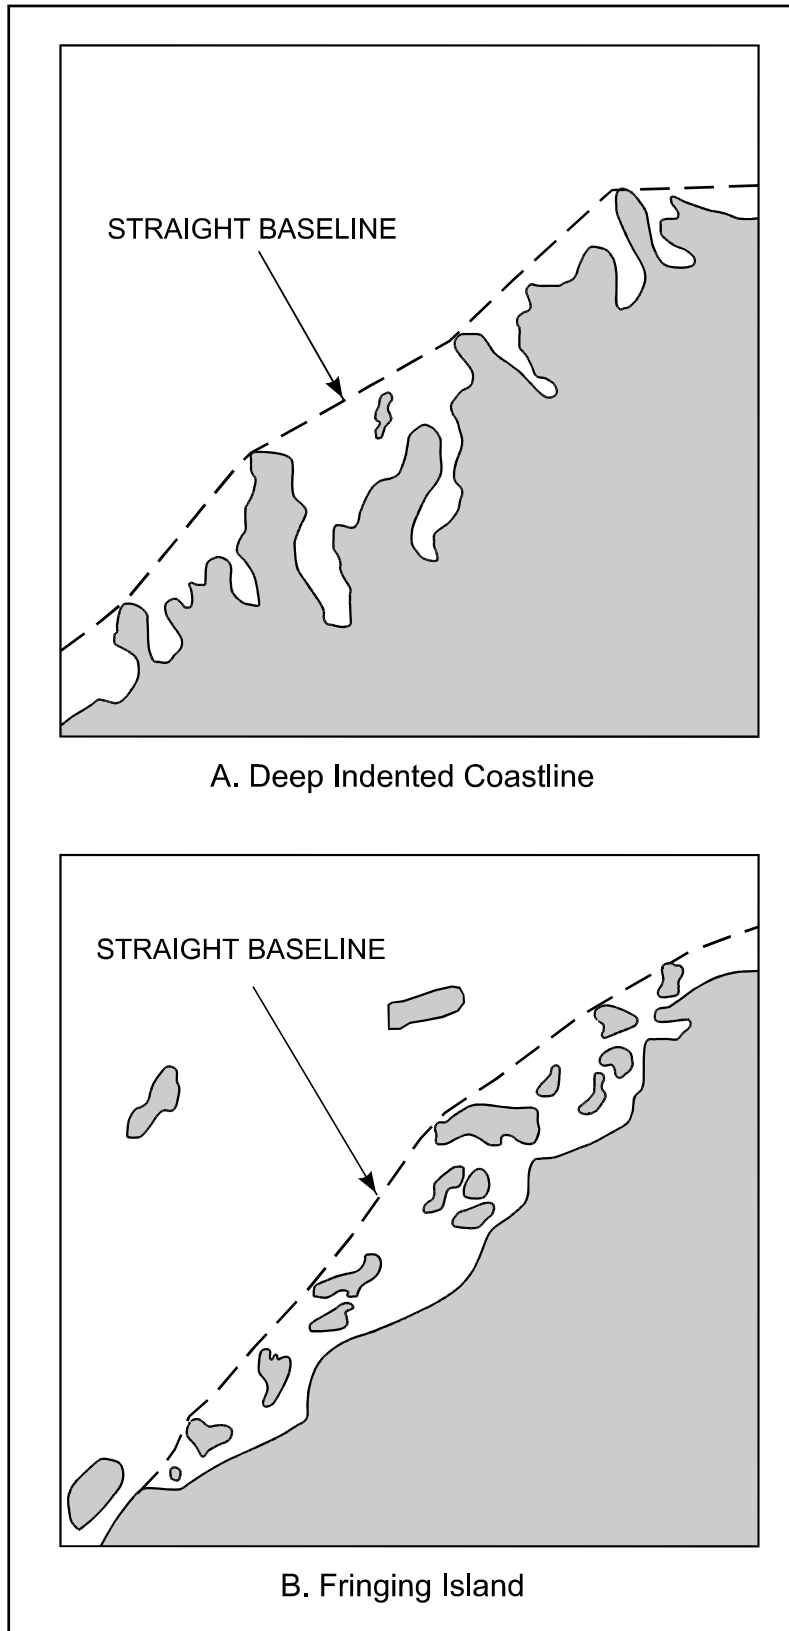 STRAIGHT BASELINE
A. Deep Indented Coastline
STRAIGHT BASELINE
B. Fringing Island